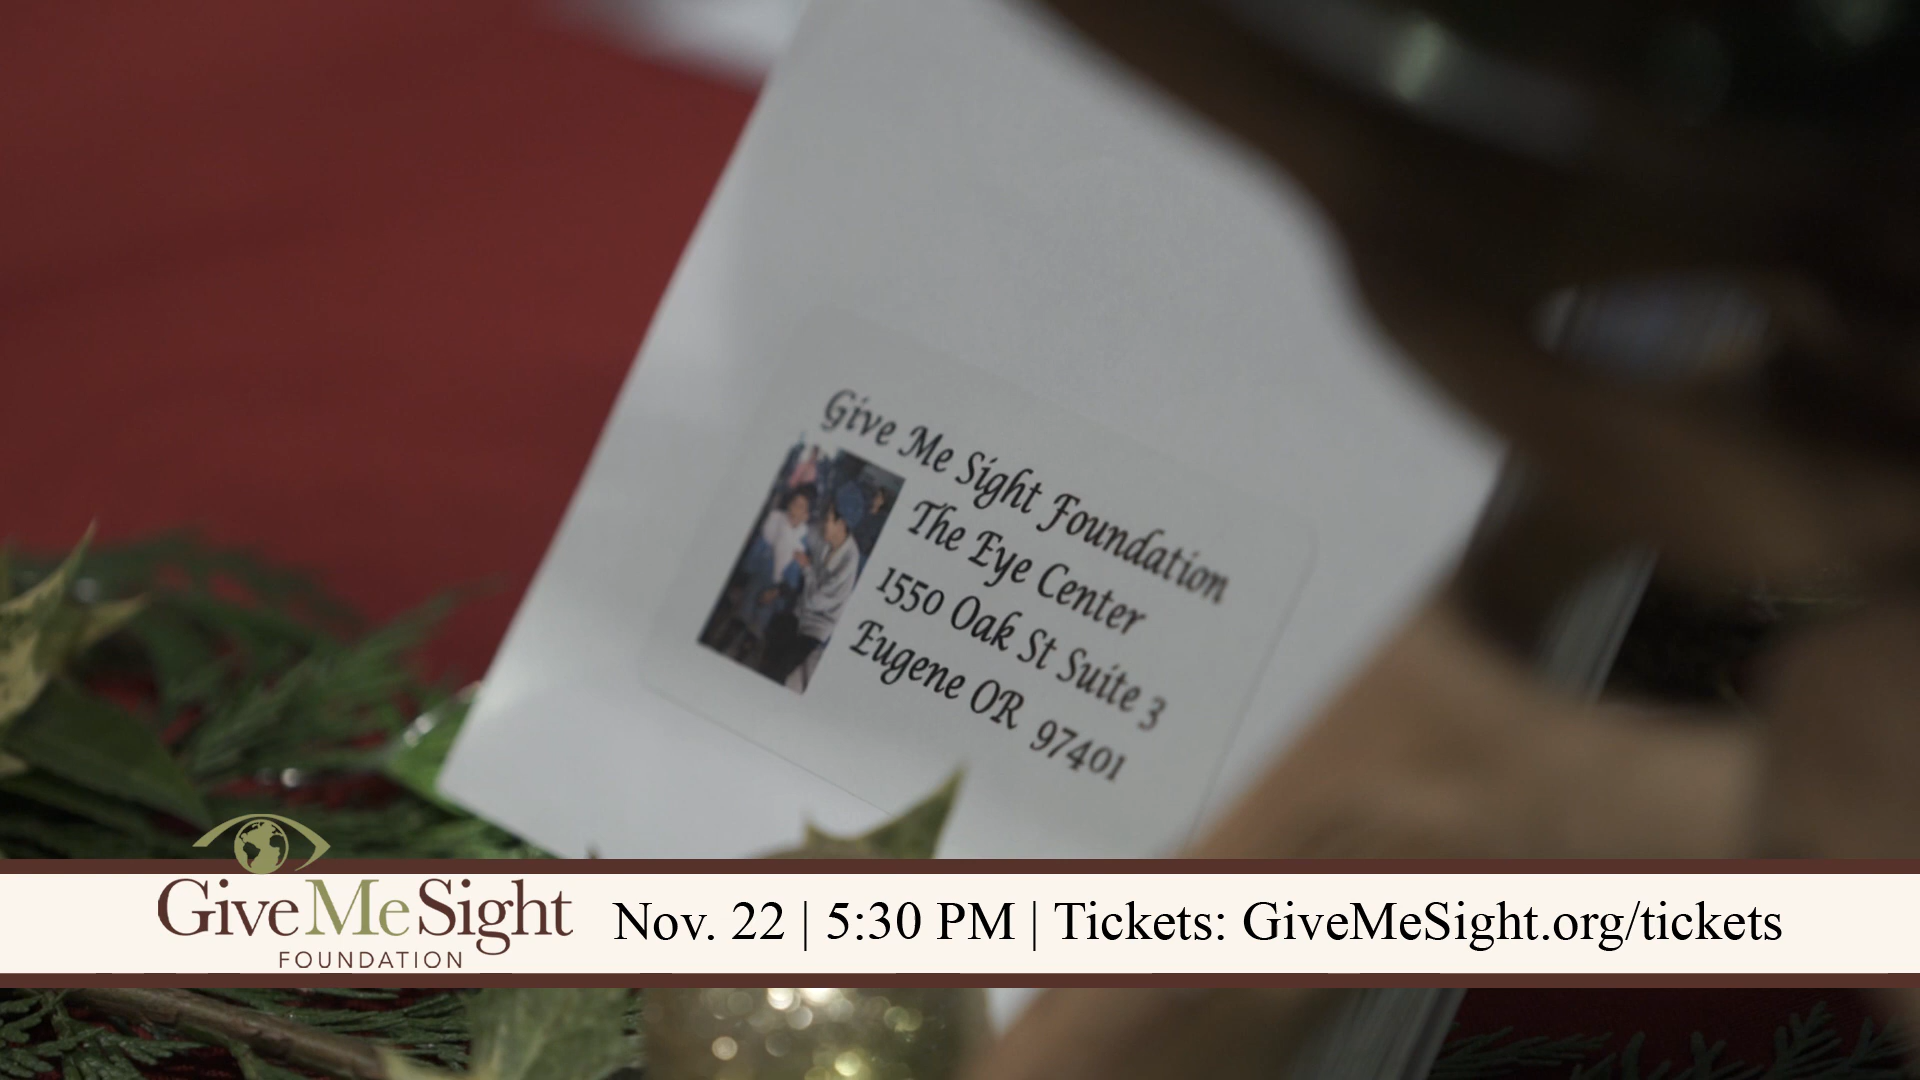 Give Me Sight Foundation
The Eye Center
1550 Oak St Suite 3
Eugene OR 97401
GiveMeSight
FOUNDATION
Nov. 22 | 5:30 PM | Tickets: GiveMeSight.org/tickets